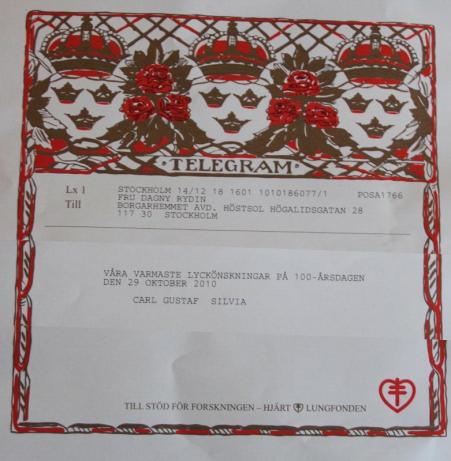 ·TELEGRAM·
Lx 1 STOCKHOLM 14/12 18 1601 1010186077/1 POSA1766
Till FRU DAGNY RYDIN
BORGARHEMMET AVD. HÖSTSOL HÖGALIDSGATAN 28
117 30 STOCKHOLM
VÅRA VARMASTE LYCKÖNSKNINGAR PÅ 100-ÅRSDAGEN
DEN 29 OKTOBER 2010
CARL GUSTAF SILVIA
TILL STÖD FÖR FORSKNINGEN – HJÄRT LUNGFONDEN